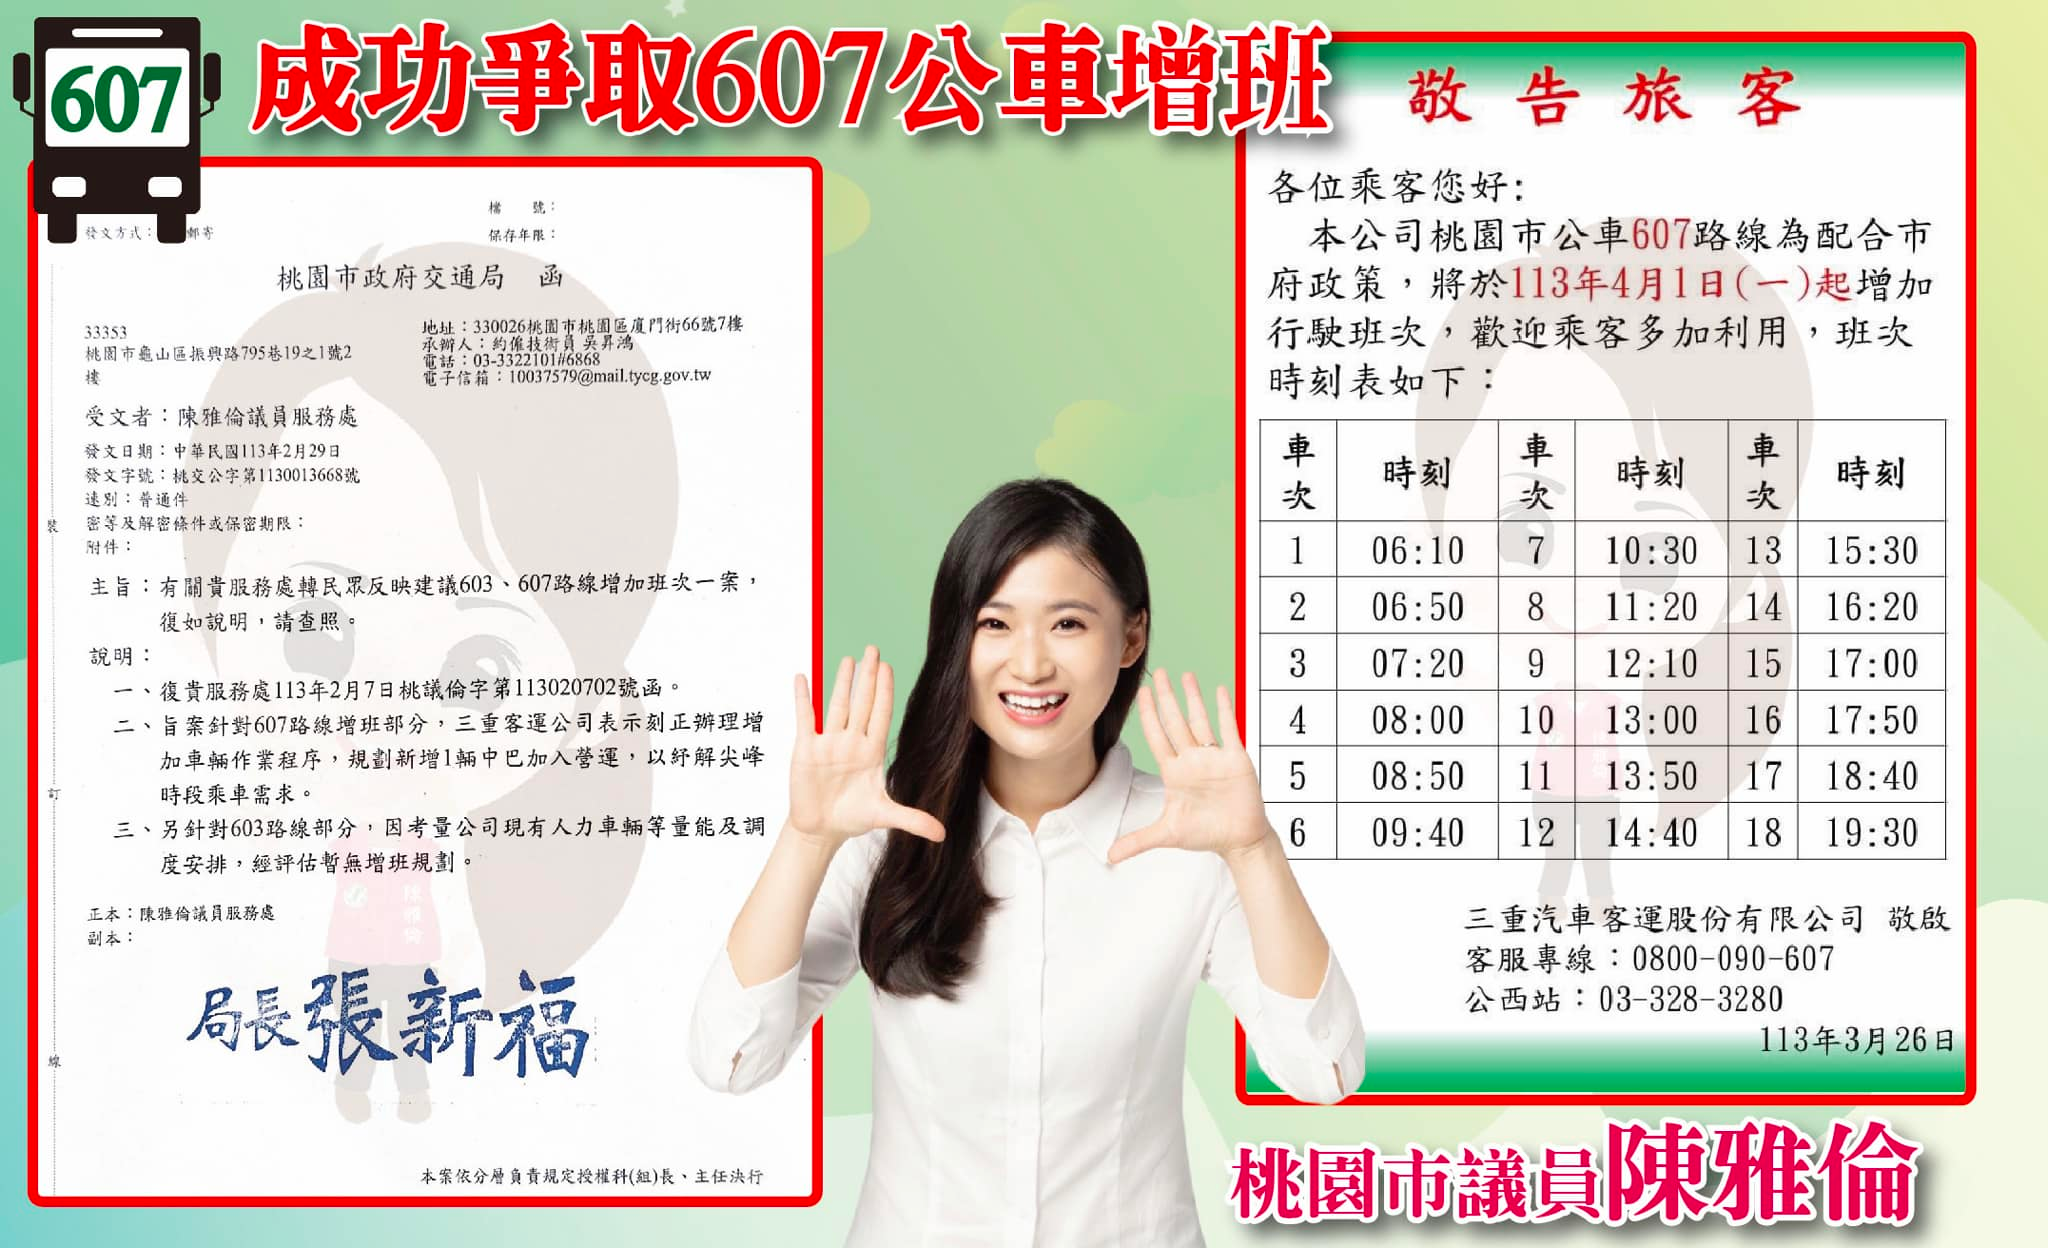 607
成功爭取607公車增班
檔 號：
保存年限：
發文方式：郵寄
桃園市政府交通局 函
33353
桃園市龜山區振興路795巷19之1號2
樓
地址：330026桃園市桃園區廈門街66號7樓
承辦人：約僱技術員 吳昇鴻
電話：03-3322101#6868
電子信箱：10037579@mail.tycg.gov.tw
受文者：陳雅倫議員服務處
發文日期：中華民國113年2月29日
發文字號：桃交公字第1130013668號
速別：普通件
密等及解密條件或保密期限：
附件：
主旨：有關貴服務處轉民眾反映建議603、607路線增加班次一案，
復如說明，請查照。
說明：
一、復貴服務處113年2月7日桃議倫字第113020702號函。
二、旨案針對607路線增班部分，三重客運公司表示刻正辦理增
加車輛作業程序，規劃新增1輛中巴加入營運，以紓解尖峰
時段乘車需求。
三、另針對603路線部分，因考量公司現有人力車輛等量能及調
度安排，經評估暫無增班規劃。
正本：陳雅倫議員服務處
副本：
裝
訂
線
陳雅倫
局長張新福
本案依分層負責規定授權科(組)長、主任決行
敬告旅客
各位乘客您好:
本公司桃園市公車607路線為配合市
府政策，將於113年4月1日(一)起增加
行駛班次，歡迎乘客多加利用，班次
時刻表如下：
車次 時刻 車次 時刻 車次 時刻
1 06:10 7 10:30 13 15:30
2 06:50 8 11:20 14 16:20
3 07:20 9 12:10 15 17:00
4 08:00 10 13:00 16 17:50
5 08:50 11 13:50 17 18:40
6 09:40 12 14:40 18 19:30
三重汽車客運股份有限公司 敬啟
客服專線：0800-090-607
公西站：03-328-3280
113年3月26日
桃園市議員陳雅倫